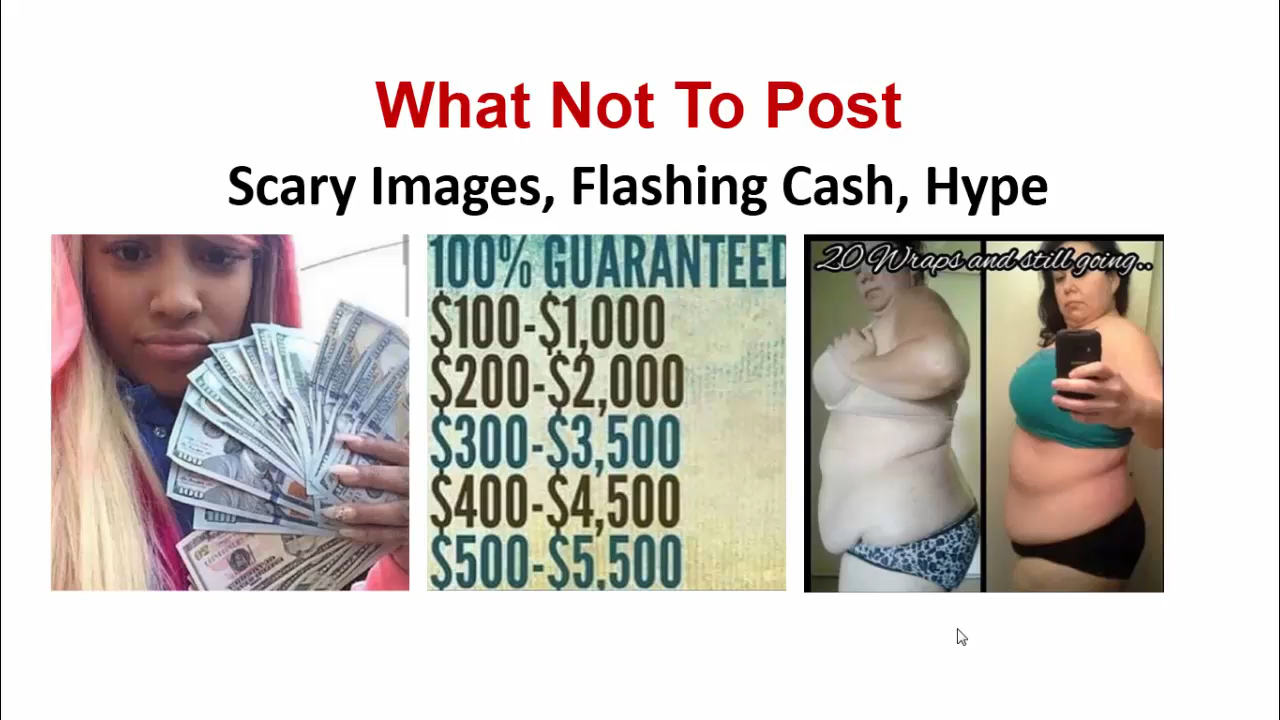 What Not To Post
Scary Images, Flashing Cash, Hype
100% GUARANTEED
$100-$1,000
$200-$2,000
$300-$3,500
$400-$4,500
$500-$5,500
20 Wraps and still going..